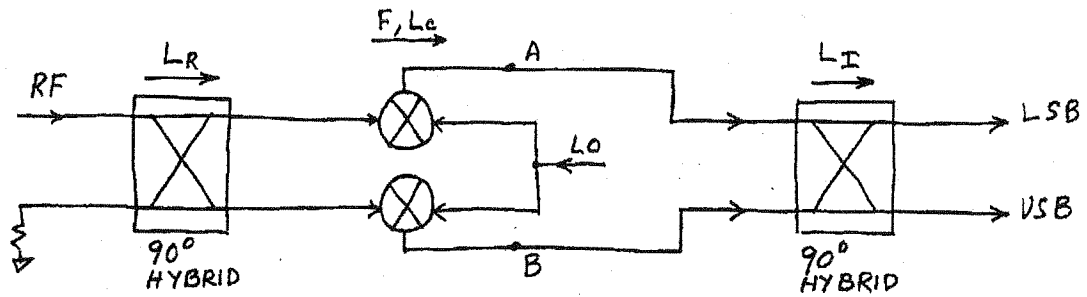 F, Lc
A
LR
LI
RF
LSB
LO
USB
B
90°
HYBRID
90°
HYBRID